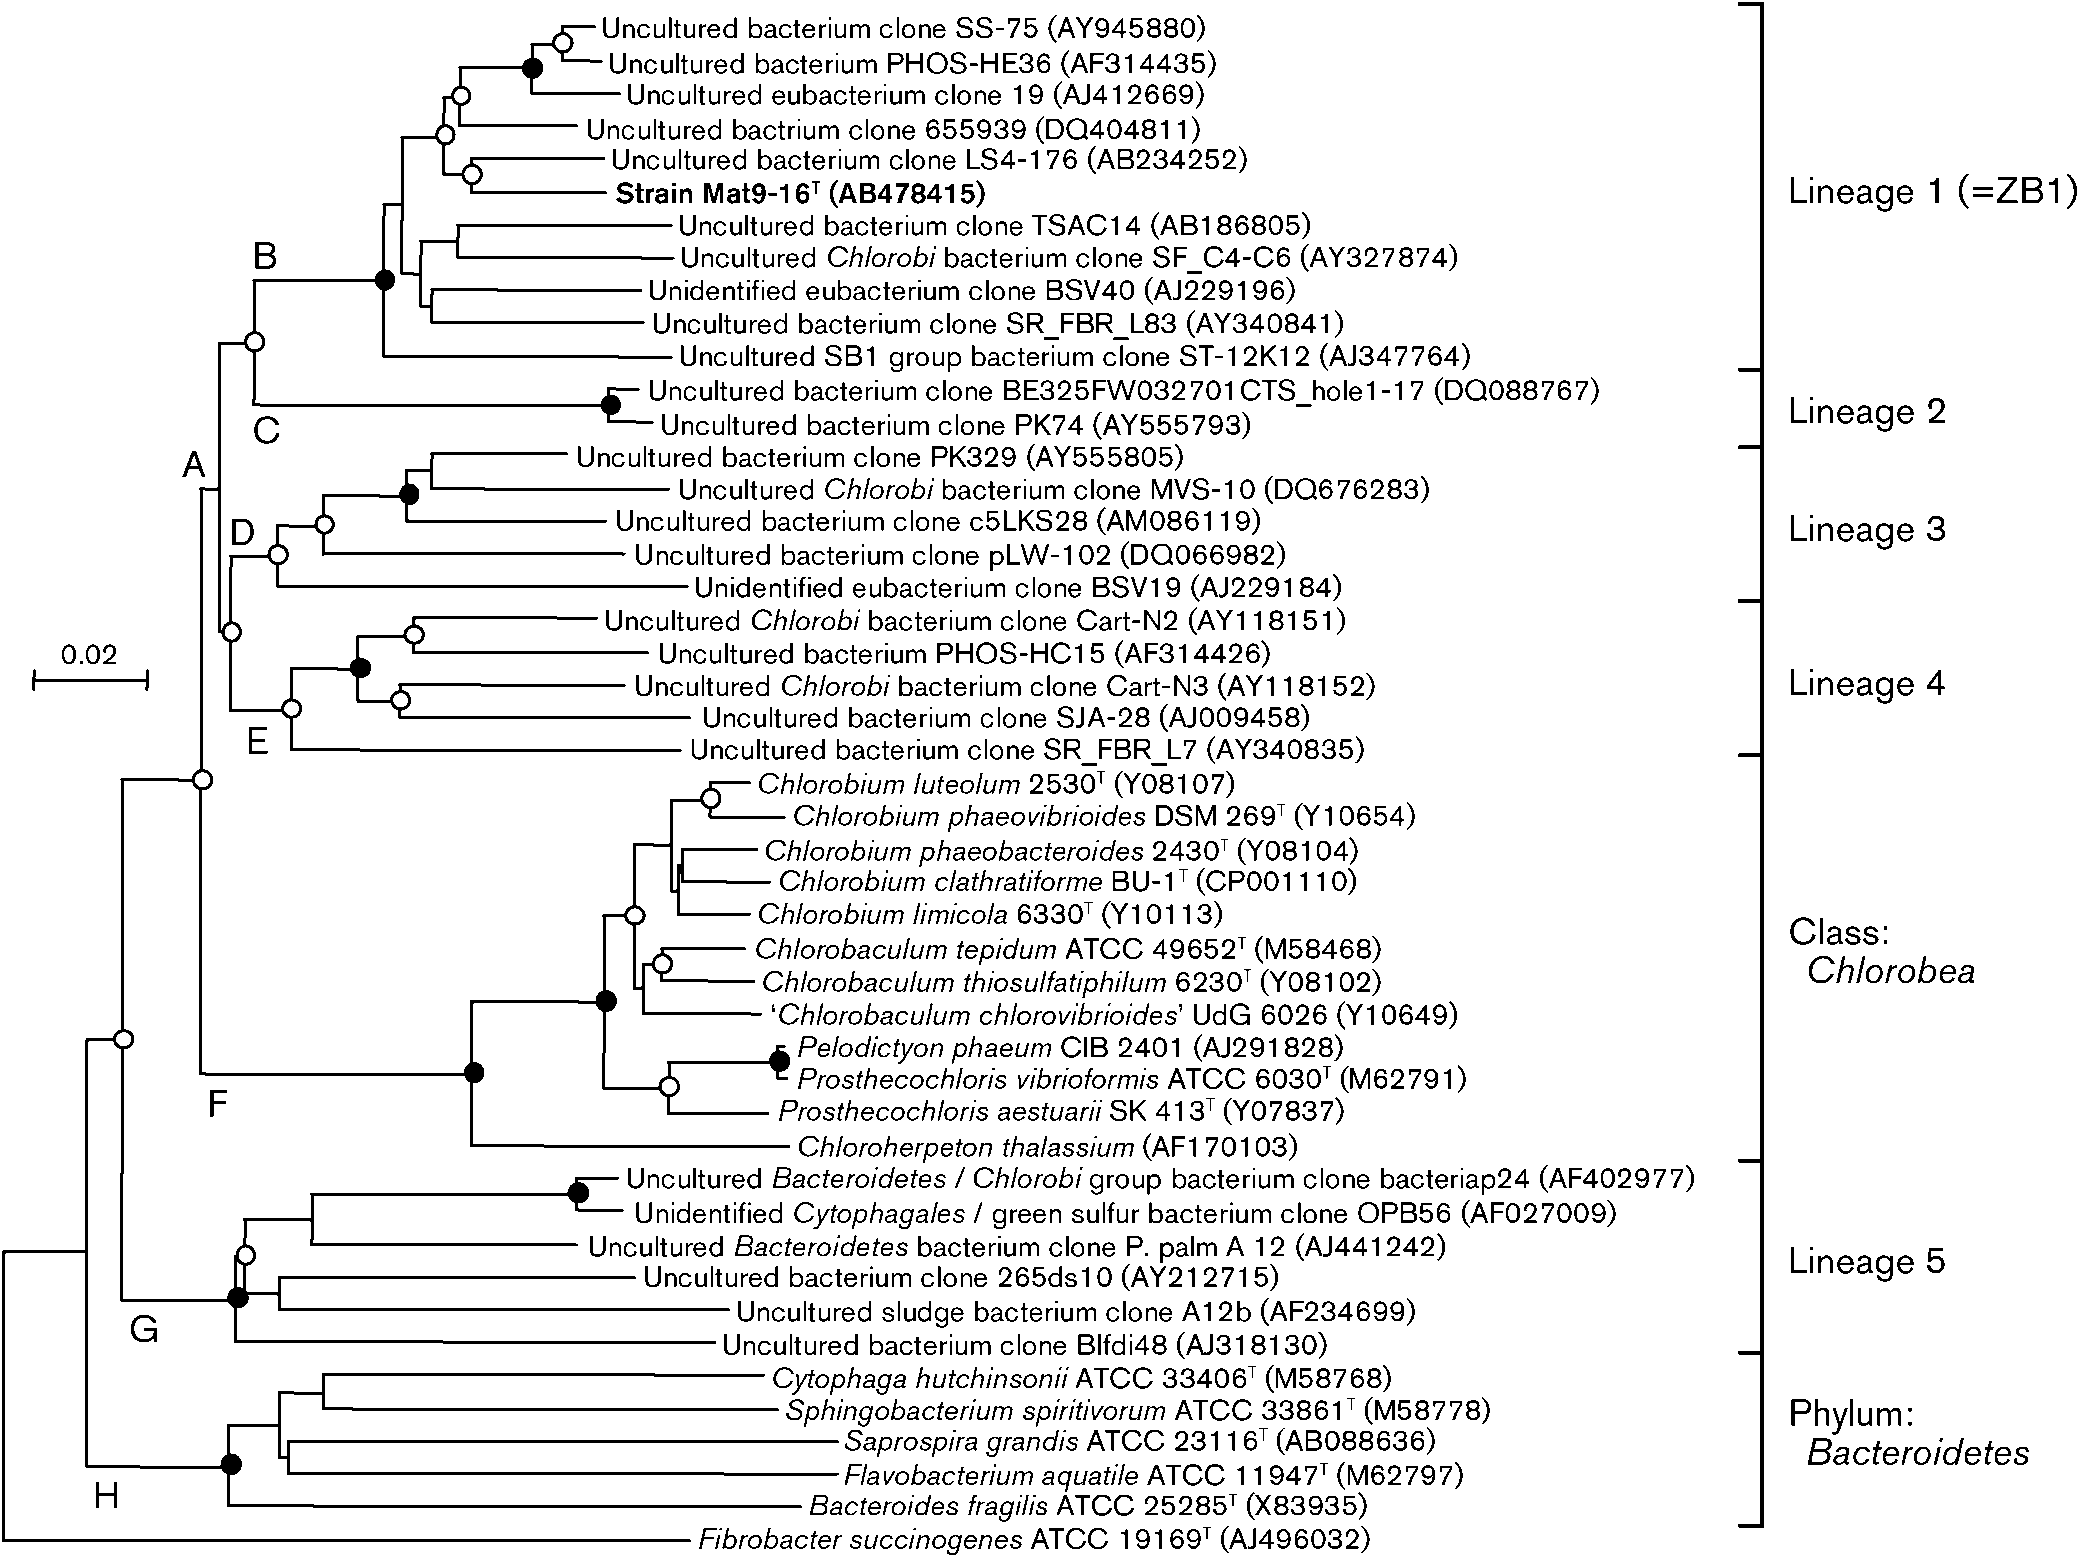 Uncultured bacterium clone SS-75 (AY945880)
Uncultured bacterium PHOS-HE36 (AF314435)
Uncultured eubacterium clone 19 (AJ412669)
Uncultured bactrium clone 655939 (DQ404811)
Uncultured bacterium clone LS4-176 (AB234252)
Strain Mat9-16ᵀ (AB478415)
Lineage 1 (=ZB1)
Uncultured bacterium clone TSAC14 (AB186805)
B
Uncultured Chlorobi bacterium clone SF_C4-C6 (AY327874)
Unidentified eubacterium clone BSV40 (AJ229196)
Uncultured bacterium clone SR_FBR_L83 (AY340841)
Uncultured SB1 group bacterium clone ST-12K12 (AJ347764)
Uncultured bacterium clone BE325FW032701CTS_hole1-17 (DQ088767)
Lineage 2
C
Uncultured bacterium clone PK74 (AY555793)
A
Uncultured bacterium clone PK329 (AY555805)
Uncultured Chlorobi bacterium clone MVS-10 (DQ676283)
Uncultured bacterium clone c5LKS28 (AM086119)
Lineage 3
D
Uncultured bacterium clone pLW-102 (DQ066982)
Unidentified eubacterium clone BSV19 (AJ229184)
Uncultured Chlorobi bacterium clone Cart-N2 (AY118151)
0.02
Uncultured bacterium PHOS-HC15 (AF314426)
Uncultured Chlorobi bacterium clone Cart-N3 (AY118152)
Lineage 4
Uncultured bacterium clone SJA-28 (AJ009458)
E
Uncultured bacterium clone SR_FBR_L7 (AY340835)
Chlorobium luteolum 2530ᵀ (Y08107)
Chlorobium phaeovibrioides DSM 269ᵀ (Y10654)
Chlorobium phaeobacteroides 2430ᵀ (Y08104)
Chlorobium clathratiforme BU-1ᵀ (CP001110)
Chlorobium limicola 6330ᵀ (Y10113)
Class:
Chlorobea
Chlorobaculum tepidum ATCC 49652ᵀ (M58468)
Chlorobaculum thiosulfatiphilum 6230ᵀ (Y08102)
‘Chlorobaculum chlorovibrioides’ UdG 6026 (Y10649)
Pelodictyon phaeum CIB 2401 (AJ291828)
Prosthecochloris vibrioformis ATCC 6030ᵀ (M62791)
F
Prosthecochloris aestuarii SK 413ᵀ (Y07837)
Chloroherpeton thalassium (AF170103)
Uncultured Bacteroidetes / Chlorobi group bacterium clone bacteriap24 (AF402977)
Unidentified Cytophagales / green sulfur bacterium clone OPB56 (AF027009)
Uncultured Bacteroidetes bacterium clone P. palm A 12 (AJ441242)
Lineage 5
Uncultured bacterium clone 265ds10 (AY212715)
Uncultured sludge bacterium clone A12b (AF234699)
G
Uncultured bacterium clone Blfdi48 (AJ318130)
Cytophaga hutchinsonii ATCC 33406ᵀ (M58768)
Sphingobacterium spiritivorum ATCC 33861ᵀ (M58778)
Phylum:
Bacteroidetes
Saprospira grandis ATCC 23116ᵀ (AB088636)
Flavobacterium aquatile ATCC 11947ᵀ (M62797)
H
Bacteroides fragilis ATCC 25285ᵀ (X83935)
Fibrobacter succinogenes ATCC 19169ᵀ (AJ496032)